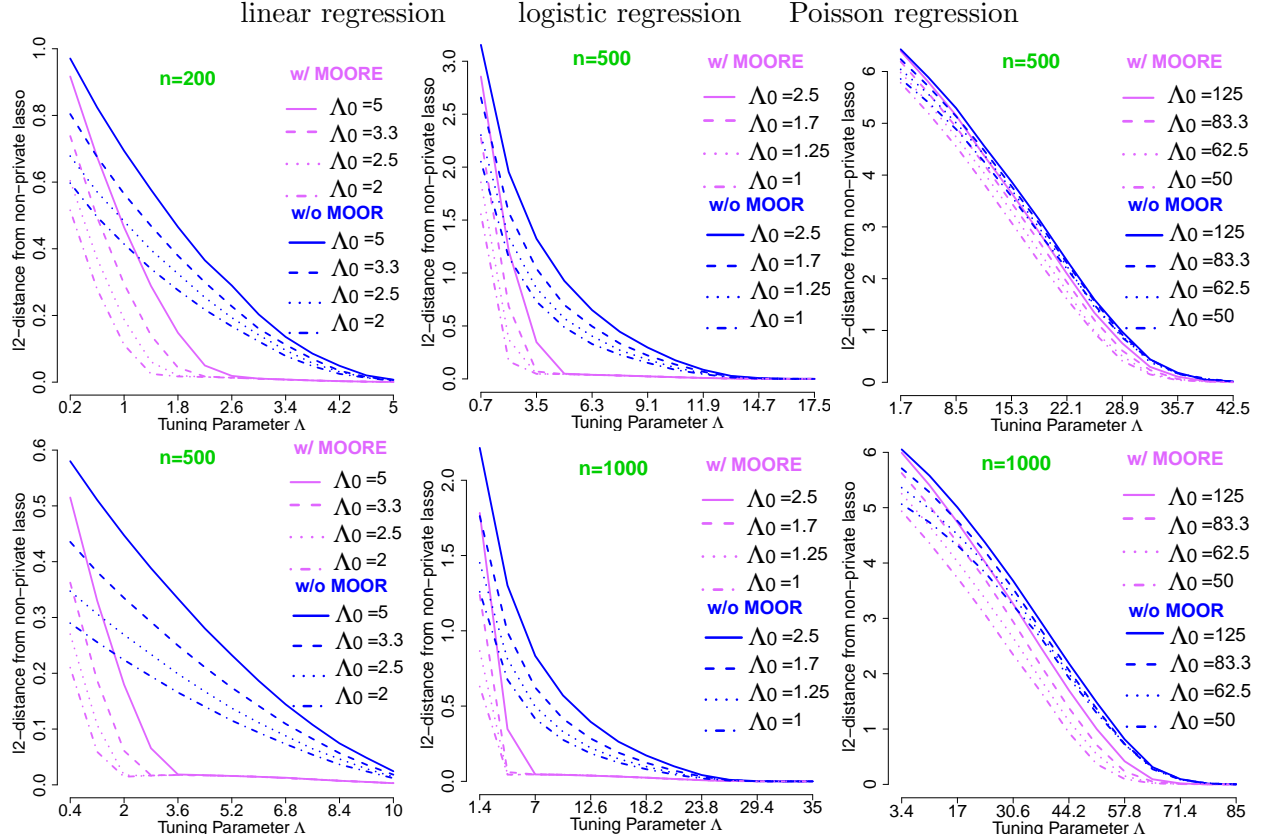 linear regression logistic regression Poisson regression
l2−distance from non−private lasso
1.0
0.8
0.6
0.4
0.2
0.0
n=200
w/ MOORE
Λ0 =5
Λ0 =3.3
Λ0 =2.5
Λ0 =2
w/o MOOR
Λ0 =5
Λ0 =3.3
Λ0 =2.5
Λ0 =2
0.2 1 1.8 2.6 3.4 4.2 5
Tuning Parameter Λ
l2−distance from non−private lasso
3.0
2.5
2.0
1.5
1.0
0.5
0.0
n=500
w/ MOORE
Λ0 =2.5
Λ0 =1.7
Λ0 =1.25
Λ0 =1
w/o MOOR
Λ0 =2.5
Λ0 =1.7
Λ0 =1.25
Λ0 =1
0.7 3.5 6.3 9.1 11.9 14.7 17.5
Tuning Parameter Λ
l2−distance from non−private lasso
6
5
4
3
2
1
0
n=500
w/ MOORE
Λ0 =125
Λ0 =83.3
Λ0 =62.5
Λ0 =50
w/o MOOR
Λ0 =125
Λ0 =83.3
Λ0 =62.5
Λ0 =50
1.7 8.5 15.3 22.1 28.9 35.7 42.5
Tuning Parameter Λ
l2−distance from non−private lasso
0.6
0.5
0.4
0.3
0.2
0.1
0.0
n=500
w/ MOORE
Λ0 =5
Λ0 =3.3
Λ0 =2.5
Λ0 =2
w/o MOOR
Λ0 =5
Λ0 =3.3
Λ0 =2.5
Λ0 =2
0.4 2 3.6 5.2 6.8 8.4 10
Tuning Parameter Λ
l2−distance from non−private lasso
2.0
1.5
1.0
0.5
0.0
n=1000
w/ MOORE
Λ0 =2.5
Λ0 =1.7
Λ0 =1.25
Λ0 =1
w/o MOOR
Λ0 =2.5
Λ0 =1.7
Λ0 =1.25
Λ0 =1
1.4 7 12.6 18.2 23.8 29.4 35
Tuning Parameter Λ
l2−distance from non−private lasso
6
5
4
3
2
1
0
n=1000
w/ MOORE
Λ0 =125
Λ0 =83.3
Λ0 =62.5
Λ0 =50
w/o MOOR
Λ0 =125
Λ0 =83.3
Λ0 =62.5
Λ0 =50
3.4 17 30.6 44.2 57.8 71.4 85
Tuning Parameter Λ